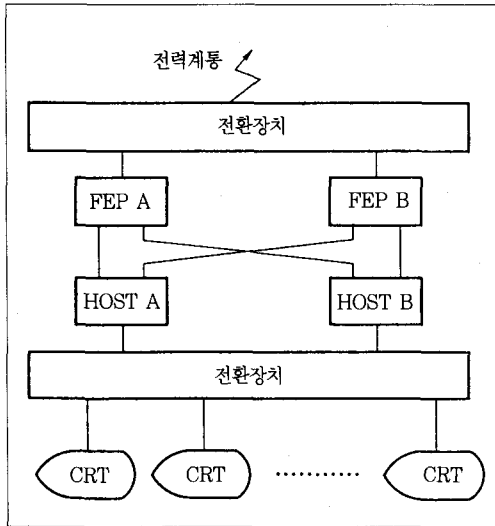 전력계통
전환장치
FEP A FEP B
HOST A HOST B
전환장치
CRT CRT ........... CRT